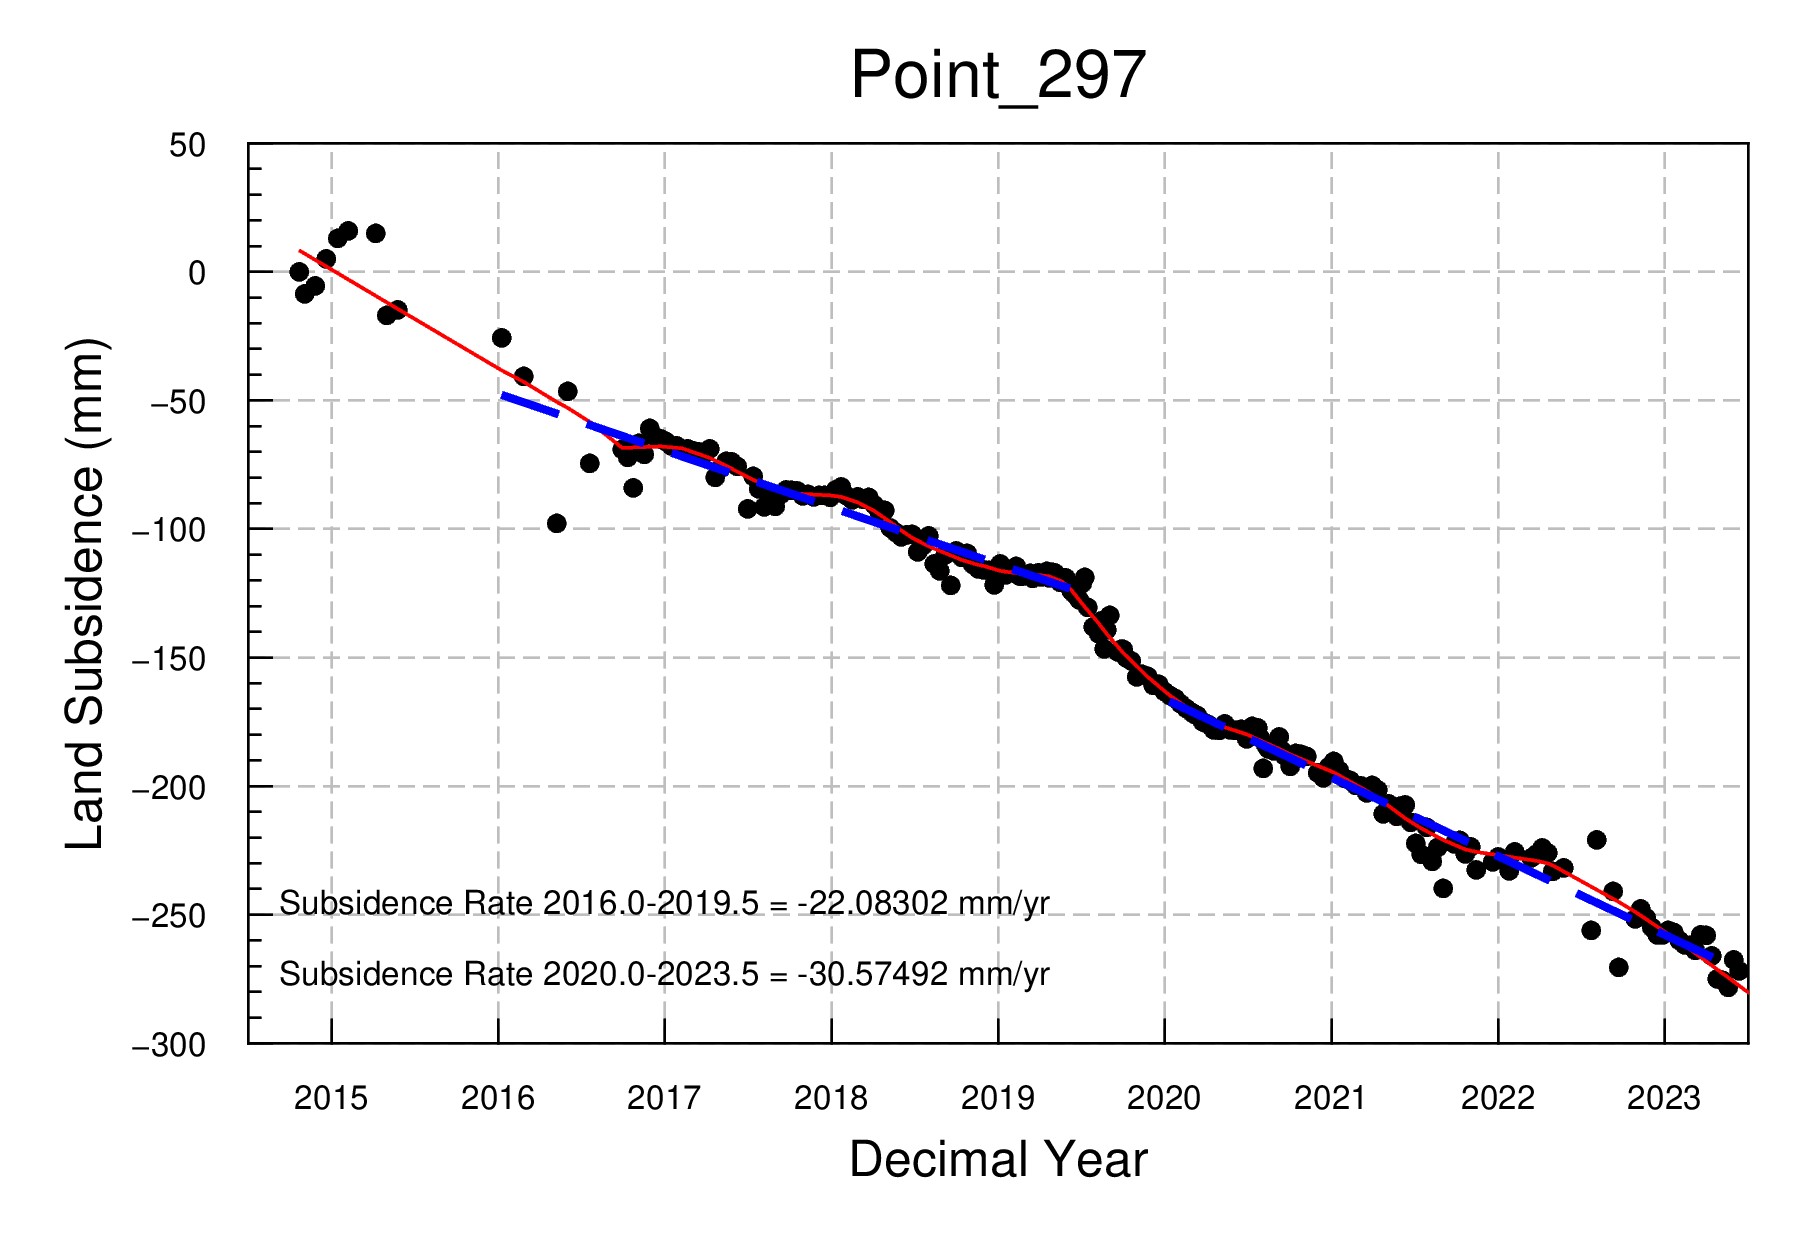 Point_297
50
0
−50
−100
−150
−200
−250
−300
Land Subsidence (mm)
Subsidence Rate 2016.0-2019.5 = -22.08302 mm/yr
Subsidence Rate 2020.0-2023.5 = -30.57492 mm/yr
2015 2016 2017 2018 2019 2020 2021 2022 2023
Decimal Year